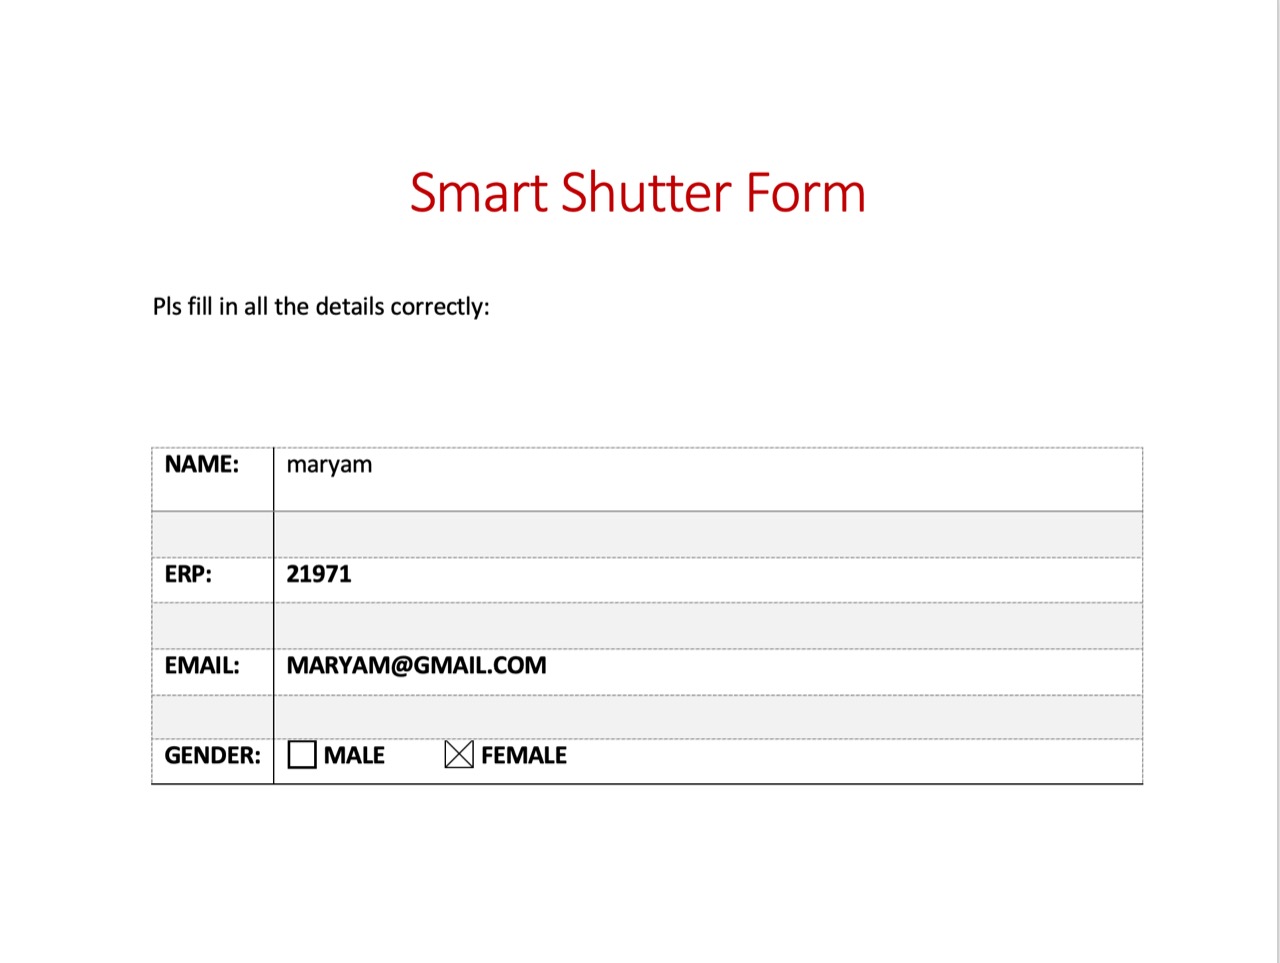 Smart Shutter Form
Pls fill in all the details correctly:
NAME: maryam
ERP: 21971
EMAIL: MARYAM@GMAIL.COM
GENDER: ☐ MALE ☒ FEMALE